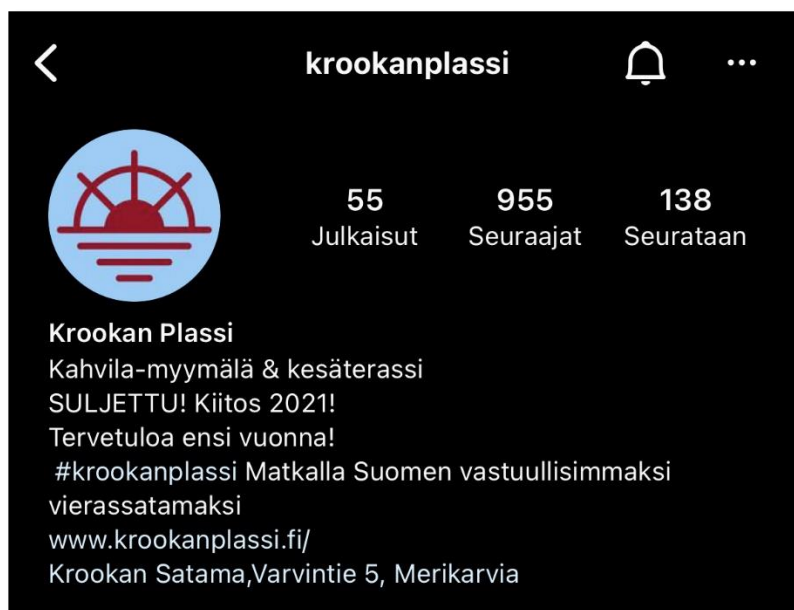 krookanplassi
55 955 138
Julkaisut Seuraajat Seurataan
Krookan Plassi
Kahvila-myymälä & kesäterassi
SULJETTU! Kiitos 2021!
Tervetuloa ensi vuonna!
#krookanplassi Matkalla Suomen vastuullisimmaksi
vierassatamaksi
www.krookanplassi.fi/
Krookan Satama,Varvintie 5, Merikarvia